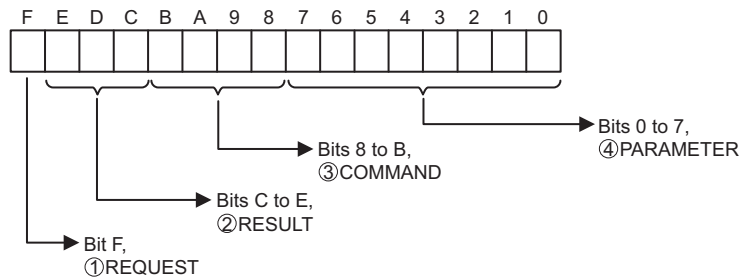 F E D C B A 9 8 7 6 5 4 3 2 1 0
Bits 0 to 7,
④PARAMETER
Bits 8 to B,
③COMMAND
Bits C to E,
②RESULT
Bit F,
①REQUEST